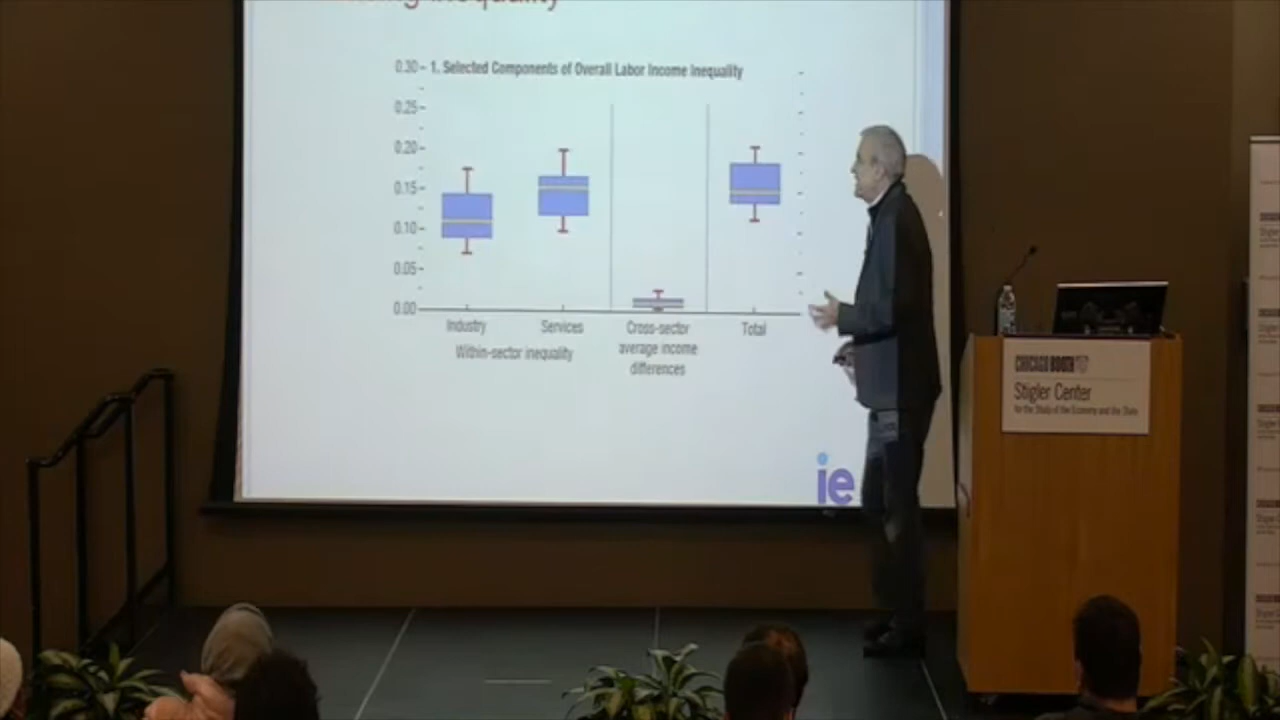 Inequality
1. Selected Components of Overall Labor Income Inequality
0.30
0.25
0.20
0.15
0.10
0.05
0.00
Industry
Services
Cross-sector
average income
differences
Total
Within-sector inequality
ie
CHICAGO BOOTH
Stigler Center
for the Study of the Economy and the State